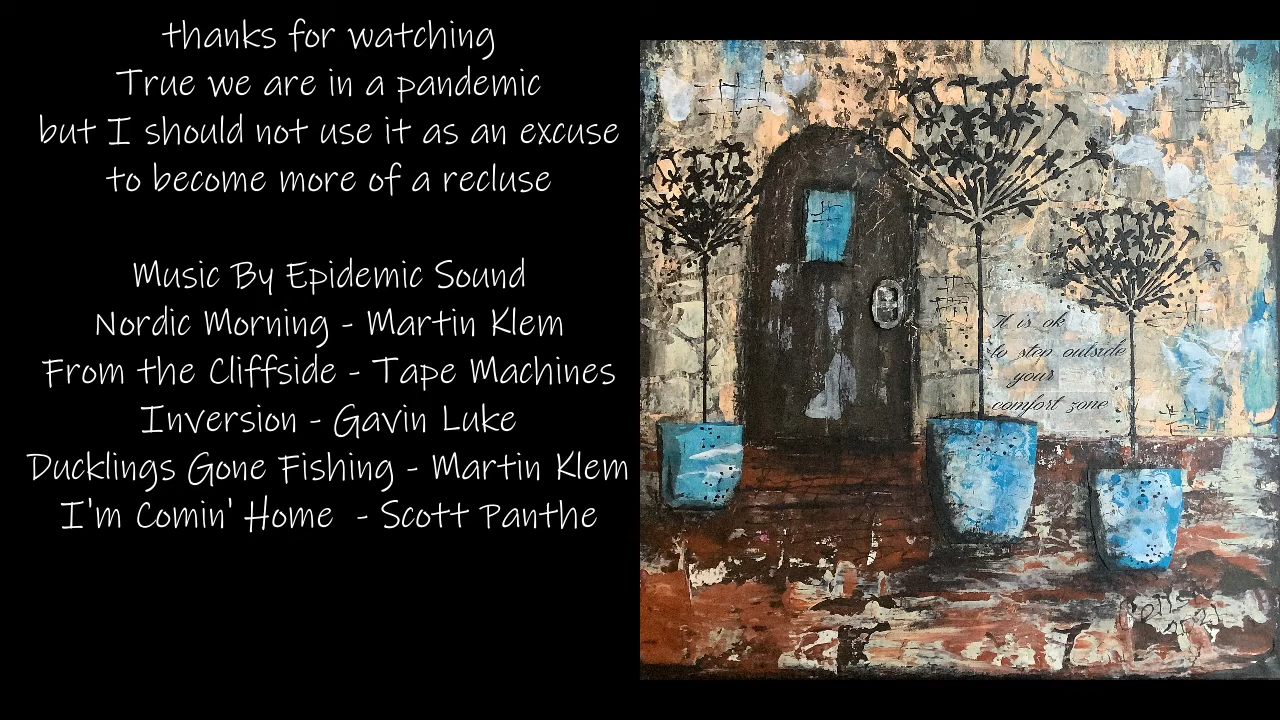 thanks for watching
True we are in a pandemic
but I should not use it as an excuse
to become more of a recluse
Music By Epidemic Sound
Nordic Morning - Martin Klem
From the Cliffside - Tape Machines
Inversion - Gavin Luke
Ducklings Gone Fishing - Martin Klem
I'm Comin' Home - Scott Panthe
It is ok
to step outside
your
comfort zone